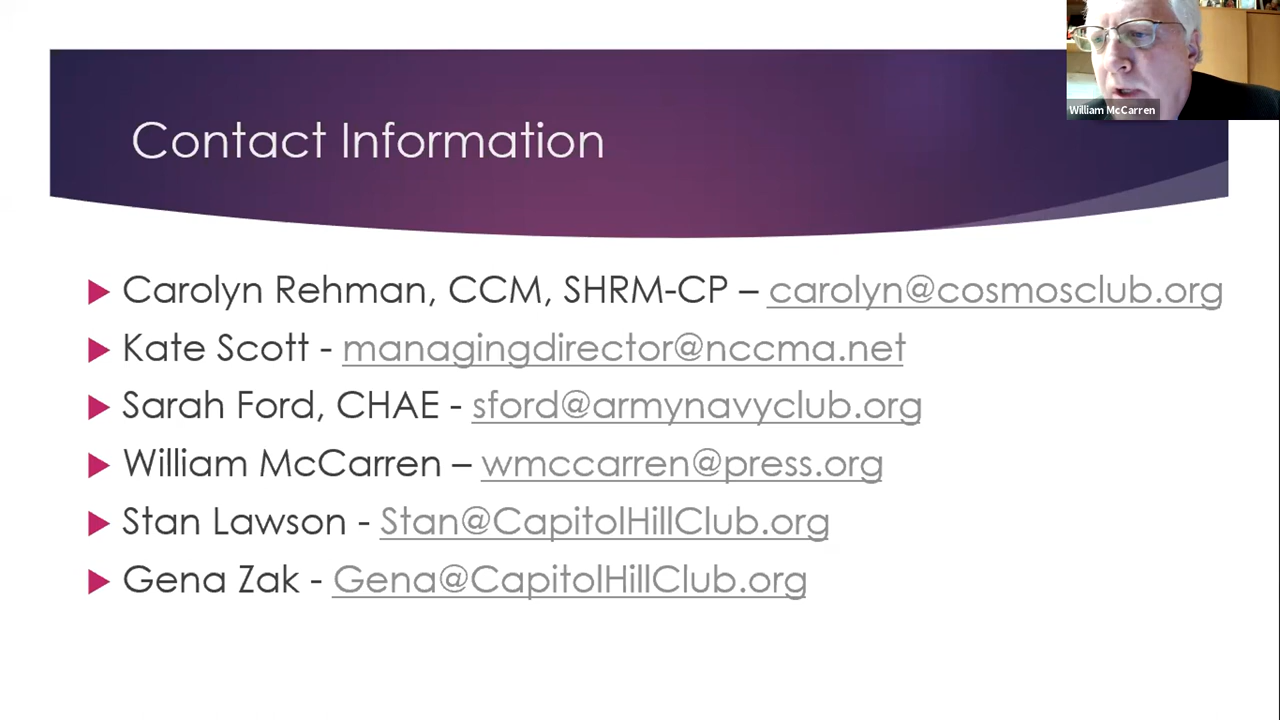 William McCarren
Contact Information
Carolyn Rehman, CCM, SHRM-CP – carolyn@cosmosclub.org
Kate Scott - managingdirector@nccma.net
Sarah Ford, CHAE - sford@armynavyclub.org
William McCarren – wmccarren@press.org
Stan Lawson - Stan@CapitolHillClub.org
Gena Zak - Gena@CapitolHillClub.org